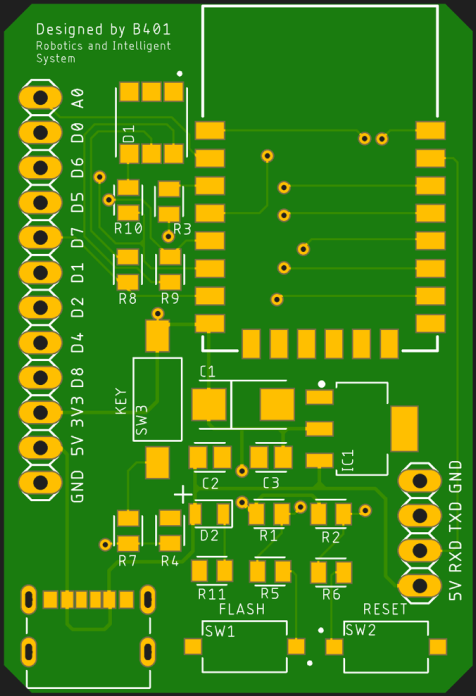 Designed by B401
Robotics and Intelligent
System
A0
D0
D6
D5
D7
D1
D2
D4
D8
3V3
5V
GND
D1
R10
R3
R8
R9
KEY
SW3
C1
C2
C3
IC1
D2
R1
R2
R7
R4
R11
R5
R6
GND
TXD
RXD
5V
FLASH
RESET
SW1
SW2